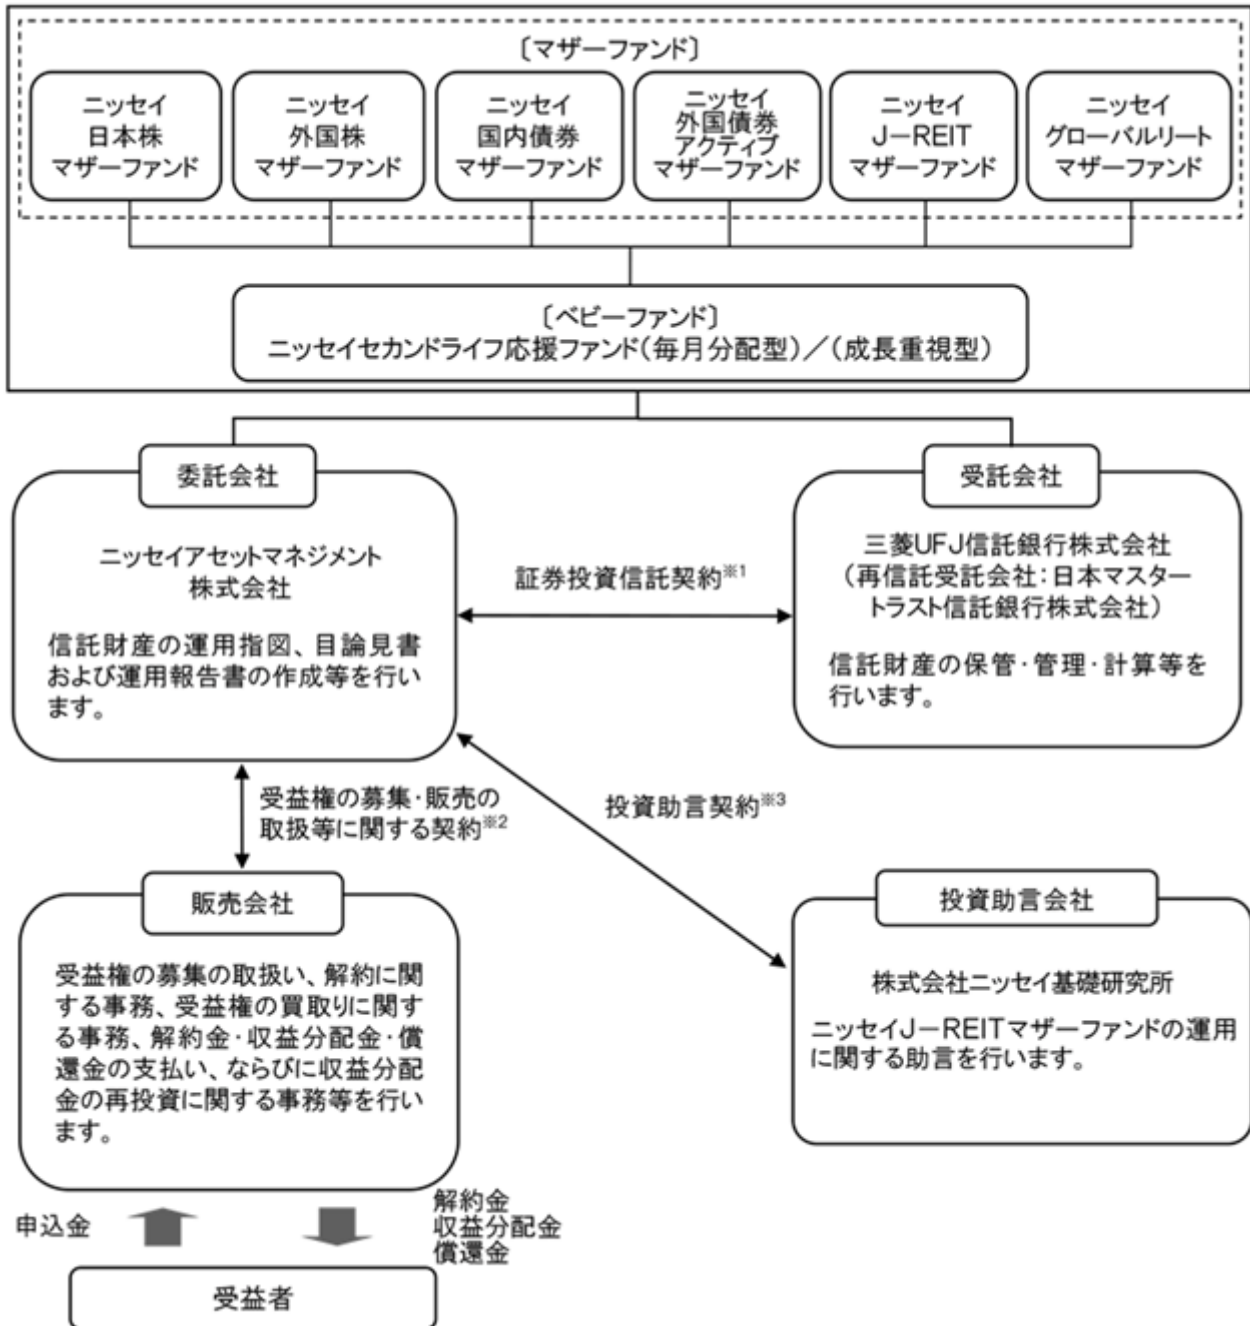 〔マザーファンド〕
ニッセイ
日本株
マザーファンド
ニッセイ
外国株
マザーファンド
ニッセイ
国内債券
マザーファンド
ニッセイ
外国債券
アクティブ
マザーファンド
ニッセイ
J－REIT
マザーファンド
ニッセイ
グローバルリート
マザーファンド
〔ベビーファンド〕
ニッセイセカンドライフ応援ファンド（毎月分配型）／（成長重視型）
委託会社
ニッセイアセットマネジメント
株式会社
信託財産の運用指図、目論見書
および運用報告書の作成等を行い
ます。
証券投資信託契約※1
受託会社
三菱UFJ信託銀行株式会社
（再信託受託会社：日本マスター
トラスト信託銀行株式会社）
信託財産の保管・管理・計算等を
行います。
受益権の募集・販売の
取扱等に関する契約※2
投資助言契約※3
販売会社
受益権の募集の取扱い、解約に関
する事務、受益権の買取りに関す
る事務、解約金・収益分配金・償
還金の支払い、ならびに収益分配
金の再投資に関する事務等を行い
ます。
投資助言会社
株式会社ニッセイ基礎研究所
ニッセイJ－REITマザーファンドの運用
に関する助言を行います。
申込金
解約金
収益分配金
償還金
受益者